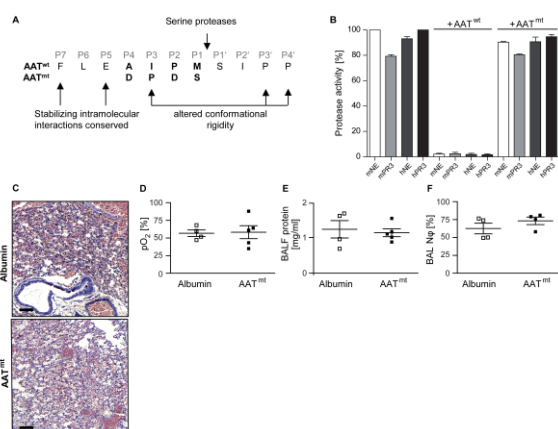 Serine proteases
A
P7 P6 P5 P4 P3 P2 P1 P1' P2' P3' P4'
AATwt F L E A I P M S I P P
AATmt D P D S
Stabilizing intramolecular
interactions conserved
altered conformational
rigidity
B
+AATwt +AATmt
Protease activity [%]
100
80
60
40
20
0
mNE mPR3 hNE hPR3 mNE mPR3 hNE hPR3 mNE mPR3 hNE hPR3
C
Albumin
AATmt
D
pO2 [%]
100
75
50
25
0
Albumin AATmt
E
BALF protein
[mg/ml]
2
1
0
Albumin AATmt
F
BAL Nφ [%]
100
75
50
25
0
Albumin AATmt